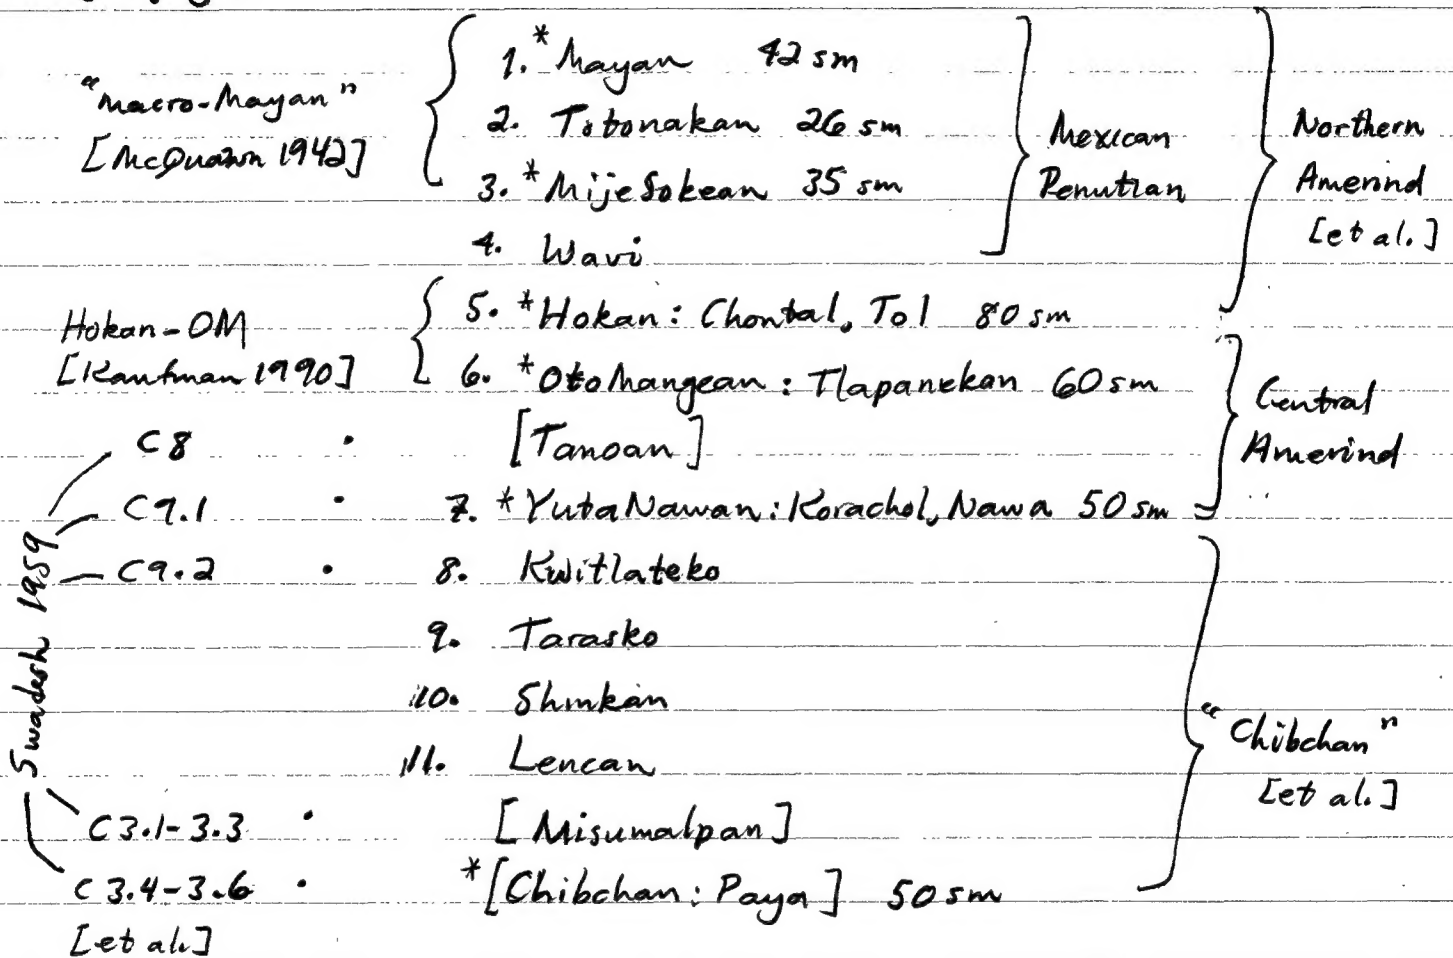 1. *Mayan 42 sm
"Macro-Mayan"
2. Totonakan 26 sm
Mexican
Northern
[McQuown 1942]
3. *MijeSokean 35 sm
Penutian
Amerind
4. Wavi
[et al.]
Hokan-OM
5. *Hokan: Chontal, Tol 80 sm
[Kaufman 1990]
6. *OtoMangean: Tlapanekan 60 sm
Central
C8 · [Tanoan]
Amerind
C9.1 · 7. *YutaNawan: Korachol, Nawa 50 sm
Swadesh 1959
C9.2 · 8. Kwitlateko
9. Tarasko
10. Shinkan
"Chibchan"
11. Lencan
[et al.]
C3.1-3.3 · [Misumalpan]
C3.4-3.6 · *[Chibchan: Paya] 50 sm
[et al.]